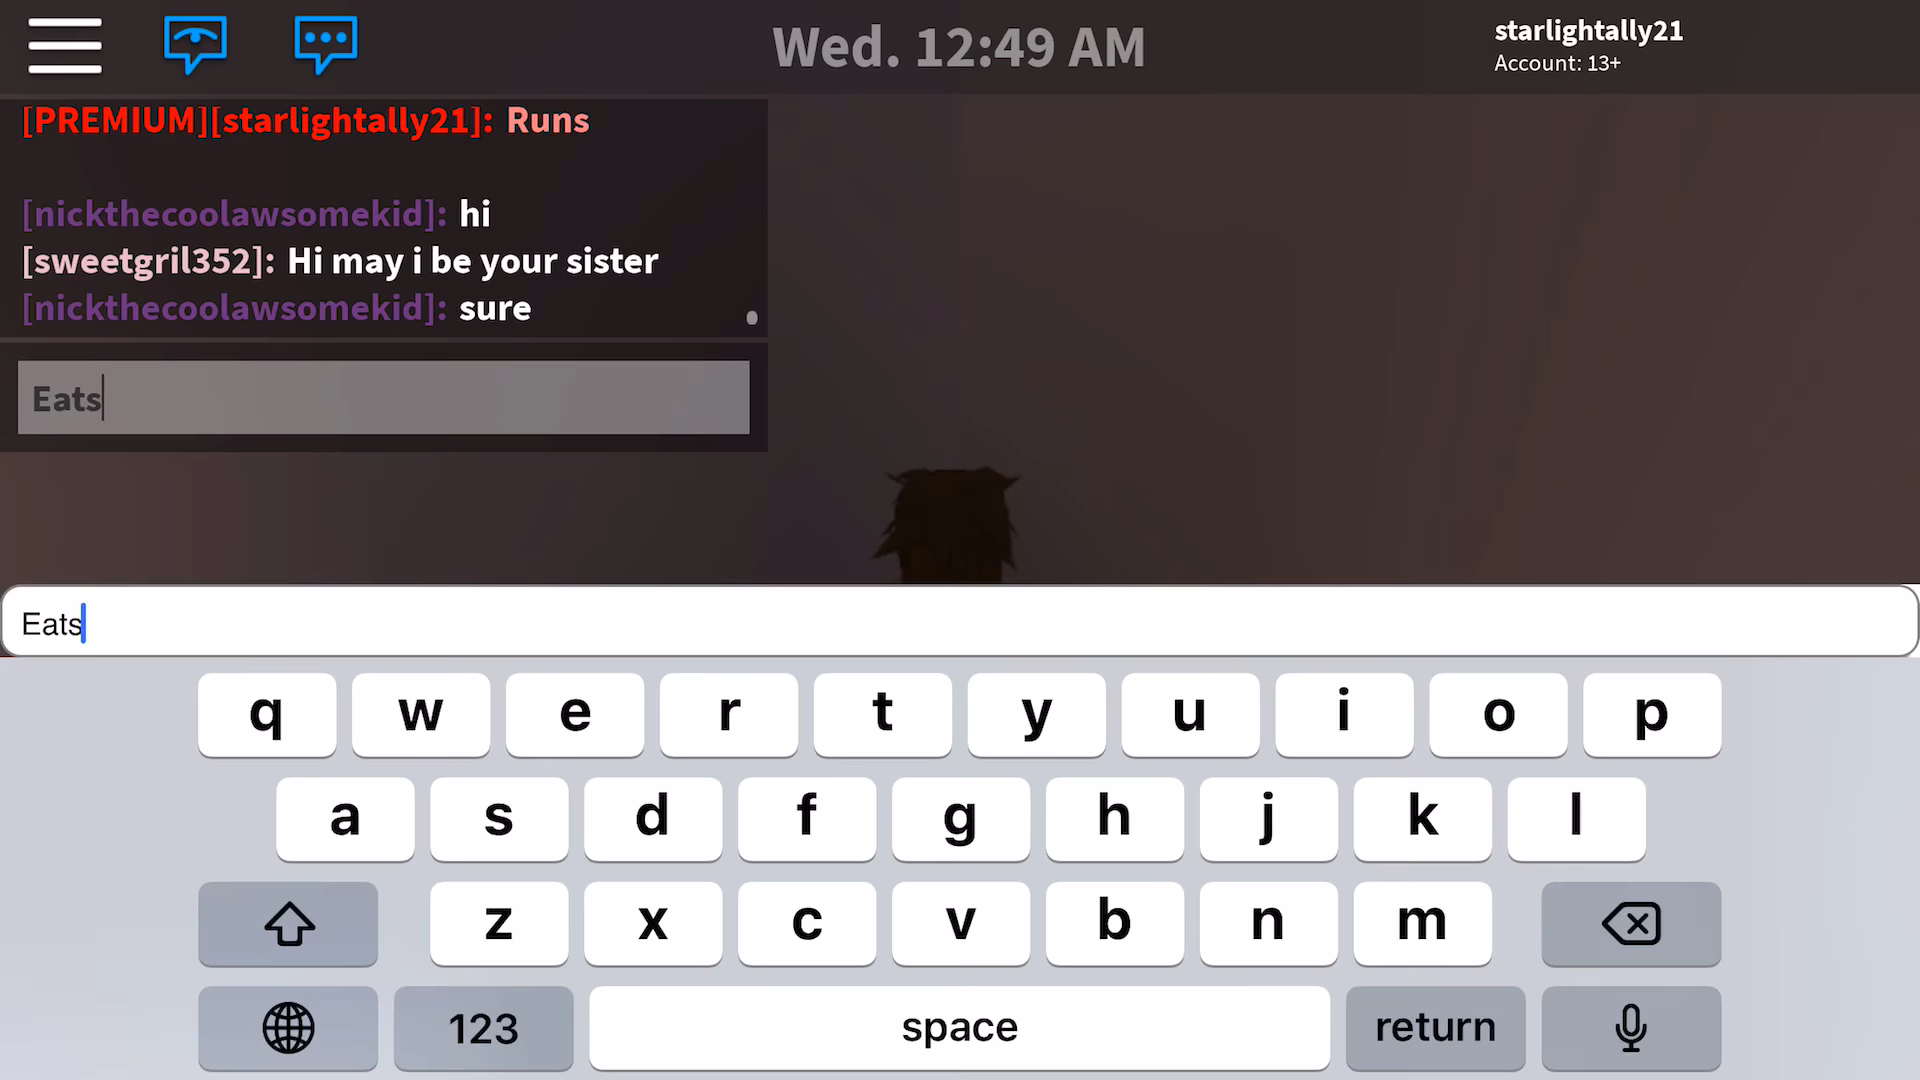 Wed. 12:49 AM
starlightally21
Account: 13+
[PREMIUM][starlightally21]: Runs
[nickthecoolawsomekid]: hi
[sweetgril352]: Hi may i be your sister
[nickthecoolawsomekid]: sure
Eats
Eats
q w e r t y u i o p
a s d f g h j k l
z x c v b n m
123 space return